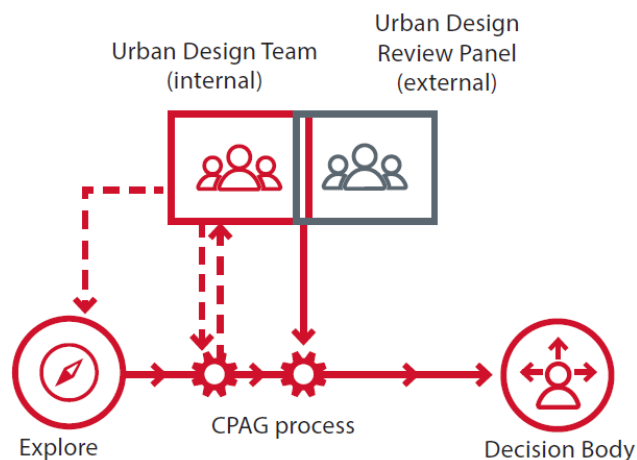 Urban Design Team
(internal)
Urban Design
Review Panel
(external)
Explore
CPAG process
Decision Body